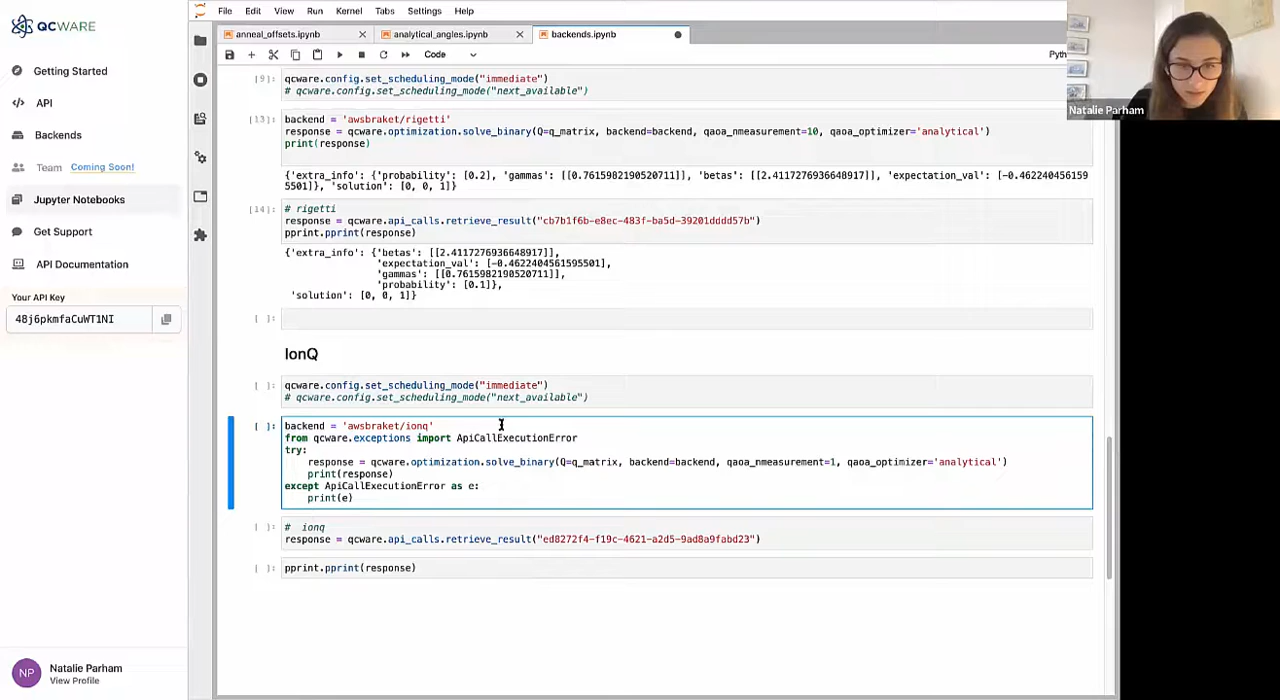 QCWARE
File Edit View Run Kernel Tabs Settings Help
anneal_offsets.ipynb analytical_angles.ipynb backends.ipynb
Code Pyth
Natalie Parham
Getting Started
API
Backends
Team Coming Soon!
Jupyter Notebooks
Get Support
API Documentation
Your API Key
48j6pkmfaCuWT1NI
NP Natalie Parham
View Profile
[9]: qcware.config.set_scheduling_mode("immediate")
# qcware.config.set_scheduling_mode("next_available")
[13]: backend = 'awsbraket/rigetti'
response = qcware.optimization.solve_binary(Q=q_matrix, backend=backend, qaoa_nmeasurement=10, qaoa_optimizer='analytical')
print(response)
{'extra_info': {'probability': [0.2], 'gammas': [[0.7615982190520711]], 'betas': [[2.4117276936648917]], 'expectation_val': [-0.462240456159
5501]}, 'solution': [0, 0, 1]}
[14]: # rigetti
response = qcware.api_calls.retrieve_result("cb7b1f6b-e8ec-483f-ba5d-39201dddd57b")
pprint.pprint(response)
{'extra_info': {'betas': [[2.4117276936648917]],
'expectation_val': [-0.4622404561595501],
'gammas': [[0.7615982190520711]],
'probability': [0.1]},
'solution': [0, 0, 1]}
[ ]:
IonQ
[ ]: qcware.config.set_scheduling_mode("immediate")
# qcware.config.set_scheduling_mode("next_available")
[ ]: backend = 'awsbraket/ionq'
from qcware.exceptions import ApiCallExecutionError
try:
response = qcware.optimization.solve_binary(Q=q_matrix, backend=backend, qaoa_nmeasurement=1, qaoa_optimizer='analytical')
print(response)
except ApiCallExecutionError as e:
print(e)
[ ]: # ionq
response = qcware.api_calls.retrieve_result("ed8272f4-f19c-4621-a2d5-9ad8a9fabd23")
[ ]: pprint.pprint(response)